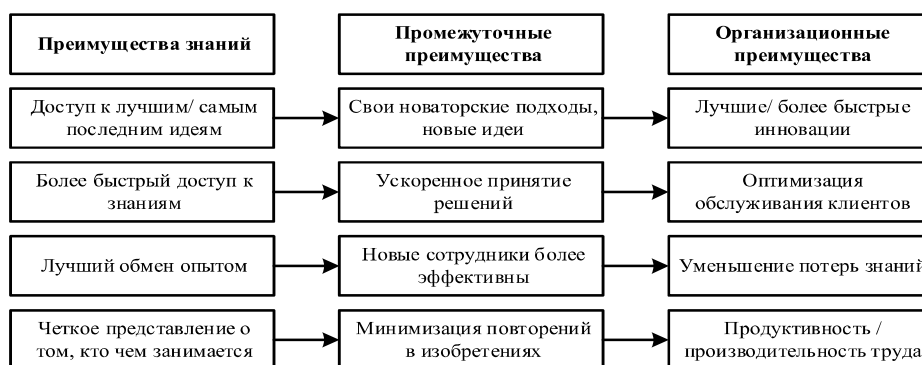 Преимущества знаний
Промежуточные
преимущества
Организационные
преимущества
Доступ к лучшим/ самым
последним идеям
Свои новаторские подходы,
новые идеи
Лучшие/ более быстрые
инновации
Более быстрый доступ к
знаниям
Ускоренное принятие
решений
Оптимизация
обслуживания клиентов
Лучший обмен опытом
Новые сотрудники более
эффективны
Уменьшение потерь знаний
Четкое представление о
том, кто чем занимается
Минимизация повторений
в изобретениях
Продуктивность /
производительность труда